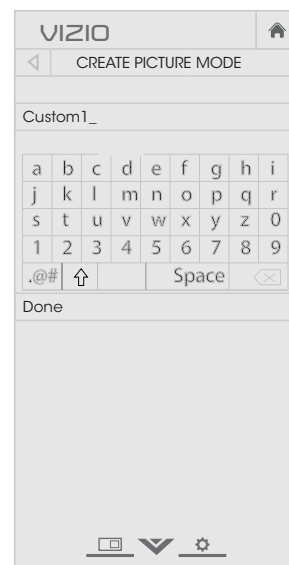 VIZIO
CREATE PICTURE MODE
Custom1_
a b c d e f g h i
j k l m n o p q r
s t u v w x y z 0
1 2 3 4 5 6 7 8 9
.@# Space
Done